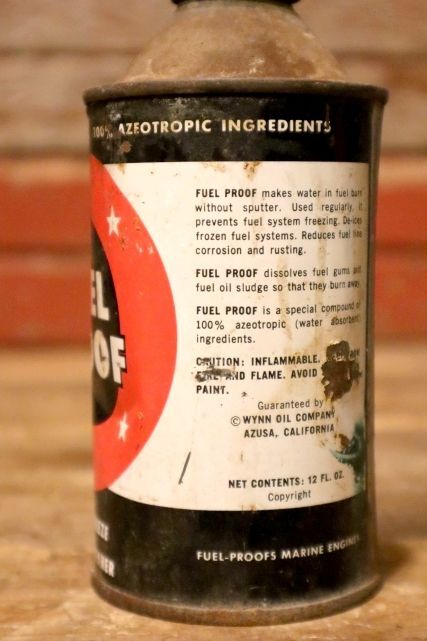 100% AZEOTROPIC INGREDIENTS
FUEL PROOF makes water in fuel burn
without sputter. Used regularly, it
prevents fuel system freezing. De-ices
frozen fuel systems. Reduces fuel line
corrosion and rusting.
FUEL PROOF dissolves fuel gums and
fuel oil sludge so that they burn away.
FUEL PROOF is a special compound of
100% azeotropic (water absorbent)
ingredients.
CAUTION: INFLAMMABLE.
FIRE AND FLAME. AVOID
PAINT.
Guaranteed by
© WYNN OIL COMPANY
AZUSA, CALIFORNIA
NET CONTENTS: 12 FL. OZ.
Copyright
FUEL-PROOFS MARINE ENGINES
EL
OOF